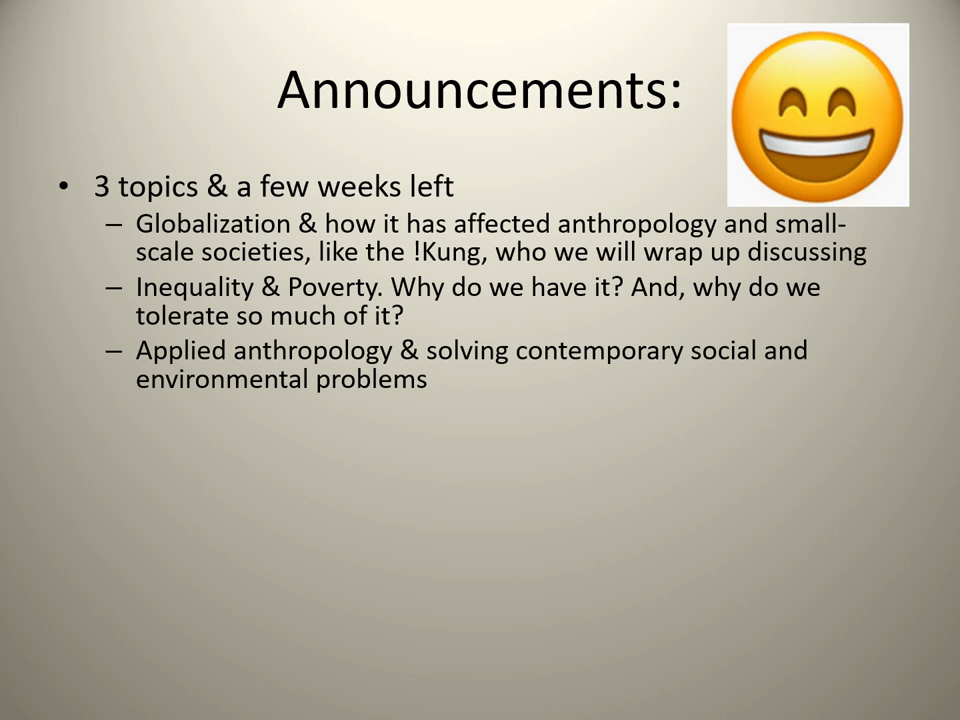 Announcements:
• 3 topics & a few weeks left
– Globalization & how it has affected anthropology and small-
scale societies, like the !Kung, who we will wrap up discussing
– Inequality & Poverty. Why do we have it? And, why do we
tolerate so much of it?
– Applied anthropology & solving contemporary social and
environmental problems